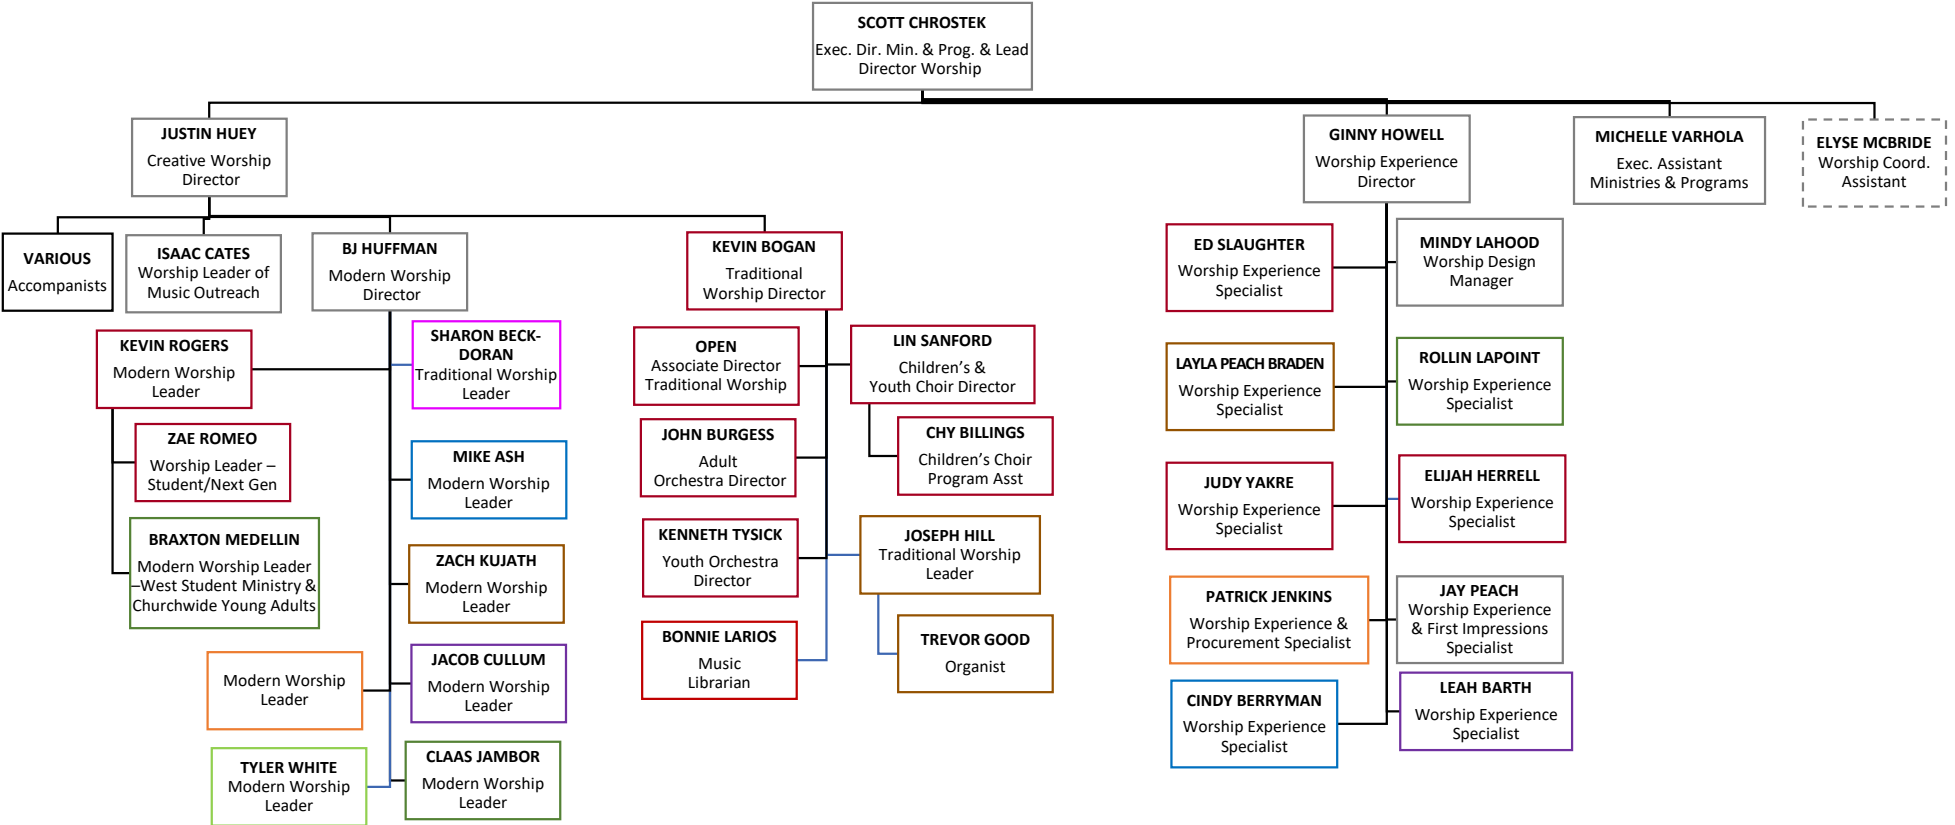 SCOTT CHROSTEK
Exec. Dir. Min. & Prog. & Lead
Director Worship
JUSTIN HUEY
Creative Worship
Director
GINNY HOWELL
Worship Experience
Director
MICHELLE VARHOLA
Exec. Assistant
Ministries & Programs
ELYSE MCBRIDE
Worship Coord.
Assistant
VARIOUS
Accompanists
ISAAC CATES
Worship Leader of
Music Outreach
BJ HUFFMAN
Modern Worship
Director
KEVIN BOGAN
Traditional
Worship Director
KEVIN ROGERS
Modern Worship
Leader
SHARON BECK-
DORAN
Traditional Worship
Leader
ZAE ROMEO
Worship Leader –
Student/Next Gen
MIKE ASH
Modern Worship
Leader
BRAXTON MEDELLIN
Modern Worship Leader
–West Student Ministry &
Churchwide Young Adults
ZACH KUJATH
Modern Worship
Leader
Modern Worship
Leader
JACOB CULLUM
Modern Worship
Leader
TYLER WHITE
Modern Worship
Leader
CLAAS JAMBOR
Modern Worship
Leader
OPEN
Associate Director
Traditional Worship
LIN SANFORD
Children’s &
Youth Choir Director
JOHN BURGESS
Adult
Orchestra Director
CHY BILLINGS
Children’s Choir
Program Asst
KENNETH TYSICK
Youth Orchestra
Director
JOSEPH HILL
Traditional Worship
Leader
BONNIE LARIOS
Music
Librarian
TREVOR GOOD
Organist
ED SLAUGHTER
Worship Experience
Specialist
MINDY LAHOOD
Worship Design
Manager
LAYLA PEACH BRADEN
Worship Experience
Specialist
ROLLIN LAPOINT
Worship Experience
Specialist
JUDY YAKRE
Worship Experience
Specialist
ELIJAH HERRELL
Worship Experience
Specialist
PATRICK JENKINS
Worship Experience &
Procurement Specialist
JAY PEACH
Worship Experience
& First Impressions
Specialist
CINDY BERRYMAN
Worship Experience
Specialist
LEAH BARTH
Worship Experience
Specialist